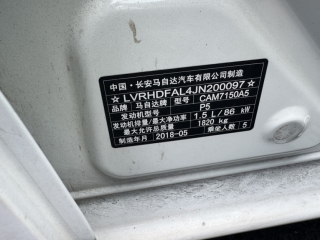 中国·长安马自达汽车有限公司制造
☆LVRHDFAL4JN200097☆
品牌 马自达牌 型号 CAM7150A5
发动机型号 P5
发动机排量/最大净功率 1.5 L/86 kW
最大允许总质量 1820 kg
制造年月 2018-05 乘坐人数 5